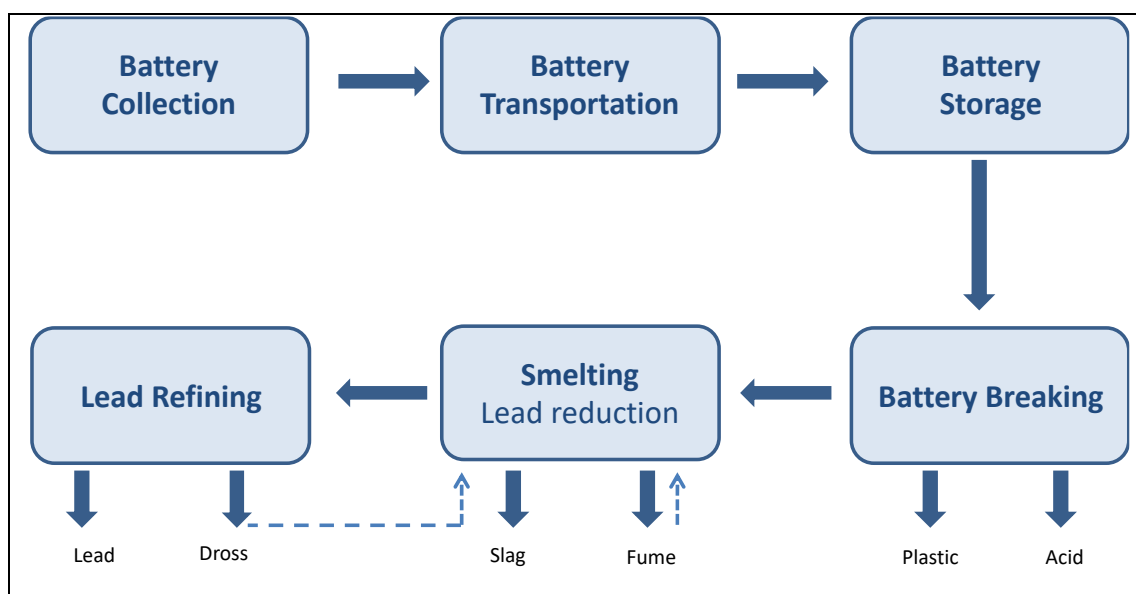 Battery
Collection
Battery
Transportation
Battery
Storage
Lead Refining
Smelting
Lead reduction
Battery Breaking
Lead
Dross
Slag
Fume
Plastic
Acid